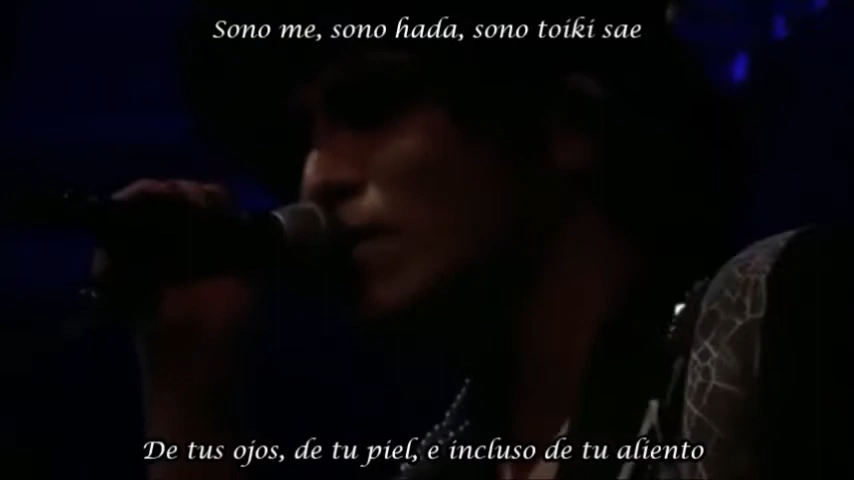 Sono me, sono hada, sono toiki sae
De tus ojos, de tu piel, e incluso de tu aliento